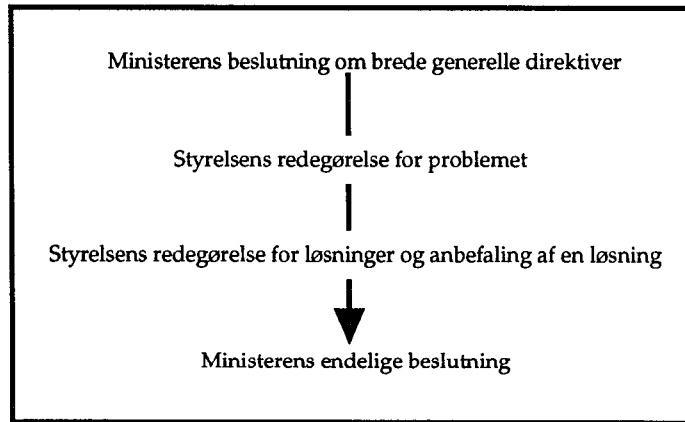 Ministerens beslutning om brede generelle direktiver
Styrelsens redegørelse for problemet
Styrelsens redegørelse for løsninger og anbefaling af en løsning
Ministerens endelige beslutning